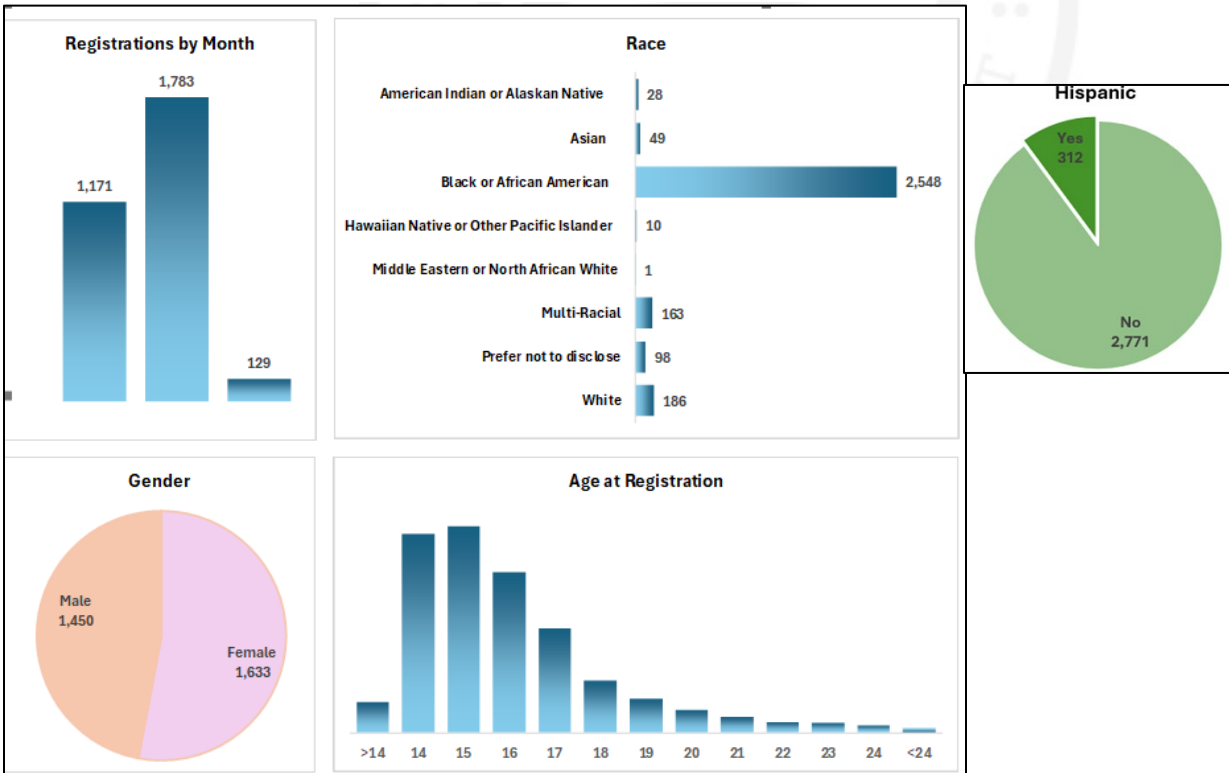 Registrations by Month
1,783
1,171
129
Race
American Indian or Alaskan Native 28
Asian 49
Black or African American 2,548
Hawaiian Native or Other Pacific Islander 10
Middle Eastern or North African White 1
Multi-Racial 163
Prefer not to disclose 98
White 186
Hispanic
Yes
312
No
2,771
Gender
Male
1,450
Female
1,633
Age at Registration
>14 14 15 16 17 18 19 20 21 22 23 24 <24